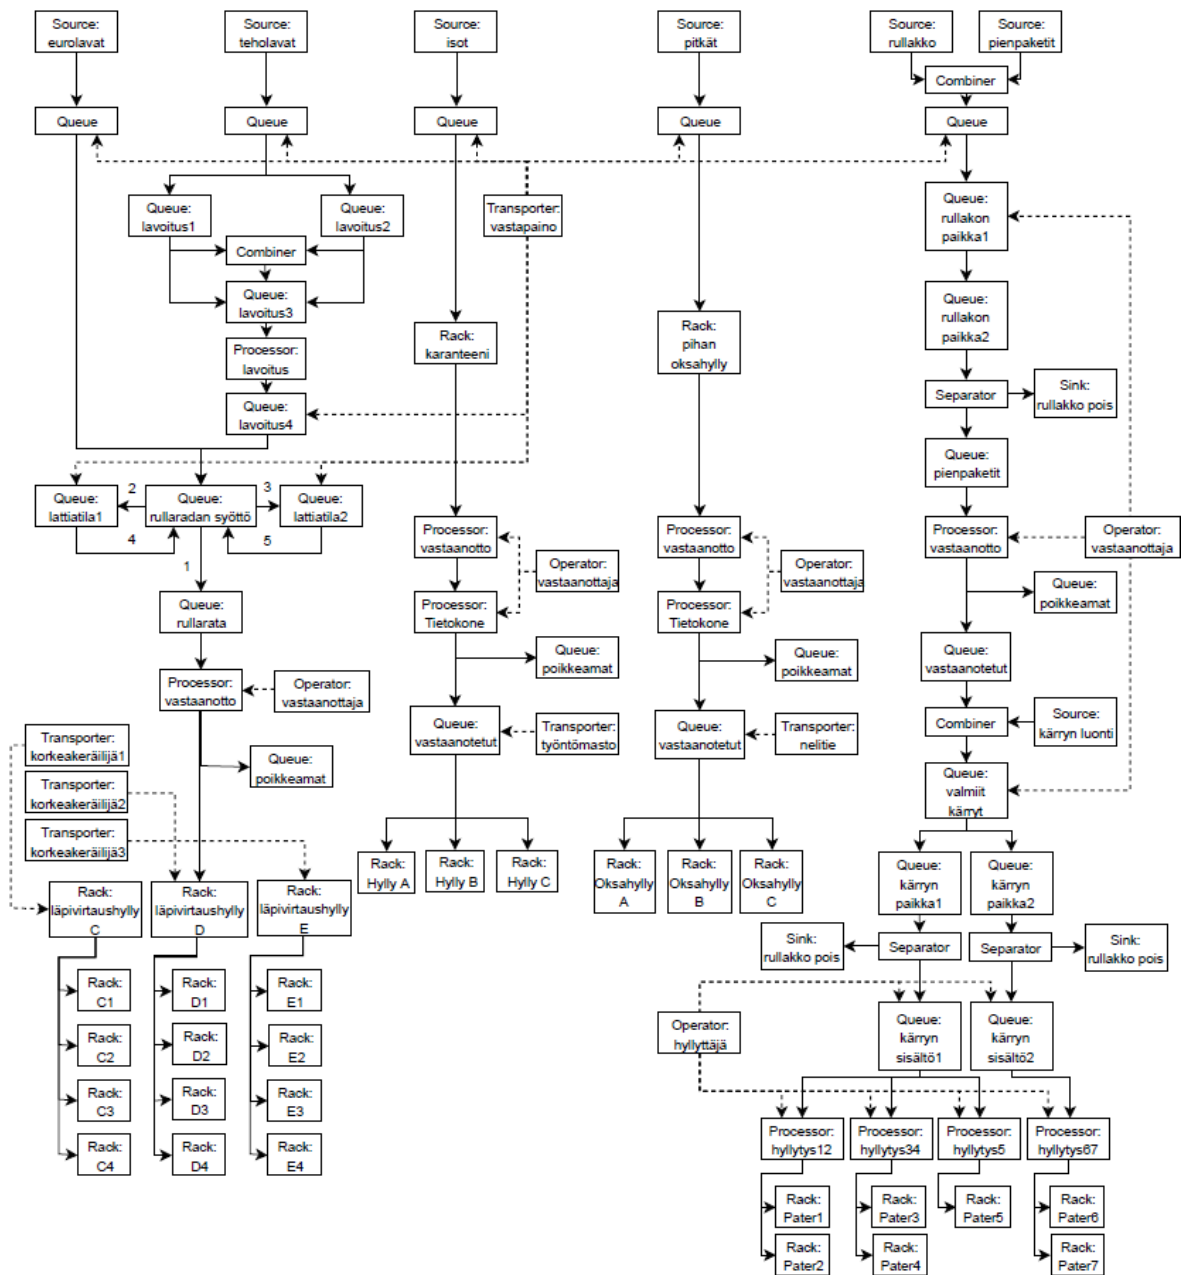 Source:
eurolavat
Source:
teholavat
Source:
isot
Source:
pitkät
Source:
rullakko
Source:
pienpaketit
Combiner
Queue
Queue
Queue
Queue
Queue
Queue:
lavoitus1
Queue:
lavoitus2
Transporter:
vastapaino
Queue:
rullakon
paikka1
Combiner
Queue:
lavoitus3
Queue:
rullakon
paikka2
Processor:
lavoitus
Rack:
karanteeni
Rack:
pihan
oksahylly
Queue:
lavoitus4
Separator
Sink:
rullakko pois
Queue:
pienpaketit
Queue:
lattiatila1
2
Queue:
rullaradan syöttö
3
Queue:
lattiatila2
4
5
1
Processor:
vastaanotto
Operator:
vastaanottaja
Processor:
Tietokone
Processor:
vastaanotto
Operator:
vastaanottaja
Processor:
Tietokone
Processor:
vastaanotto
Operator:
vastaanottaja
Queue:
poikkeamat
Queue:
rullarata
Queue:
poikkeamat
Queue:
poikkeamat
Queue:
vastaanotetut
Processor:
vastaanotto
Operator:
vastaanottaja
Queue:
vastaanotetut
Transporter:
työntömasto
Queue:
vastaanotetut
Transporter:
nelitie
Combiner
Source:
kärryn luonti
Transporter:
korkeakeräilijä1
Queue:
poikkeamat
Transporter:
korkeakeräilijä2
Transporter:
korkeakeräilijä3
Queue:
valmiit
kärryt
Rack:
Hylly A
Rack:
Hylly B
Rack:
Hylly C
Rack:
Oksahylly
A
Rack:
Oksahylly
B
Rack:
Oksahylly
C
Queue:
kärryn
paikka1
Queue:
kärryn
paikka2
Rack:
läpivirtaushylly
C
Rack:
läpivirtaushylly
D
Rack:
läpivirtaushylly
E
Sink:
rullakko pois
Separator
Separator
Sink:
rullakko pois
Rack:
C1
Rack:
D1
Rack:
E1
Rack:
C2
Rack:
D2
Rack:
E2
Rack:
C3
Rack:
D3
Rack:
E3
Rack:
C4
Rack:
D4
Rack:
E4
Operator:
hyllyttäjä
Queue:
kärryn
sisältö1
Queue:
kärryn
sisältö2
Processor:
hyllytys12
Processor:
hyllytys34
Processor:
hyllytys5
Processor:
hyllytys67
Rack:
Pater1
Rack:
Pater3
Rack:
Pater5
Rack:
Pater6
Rack:
Pater2
Rack:
Pater4
Rack:
Pater7